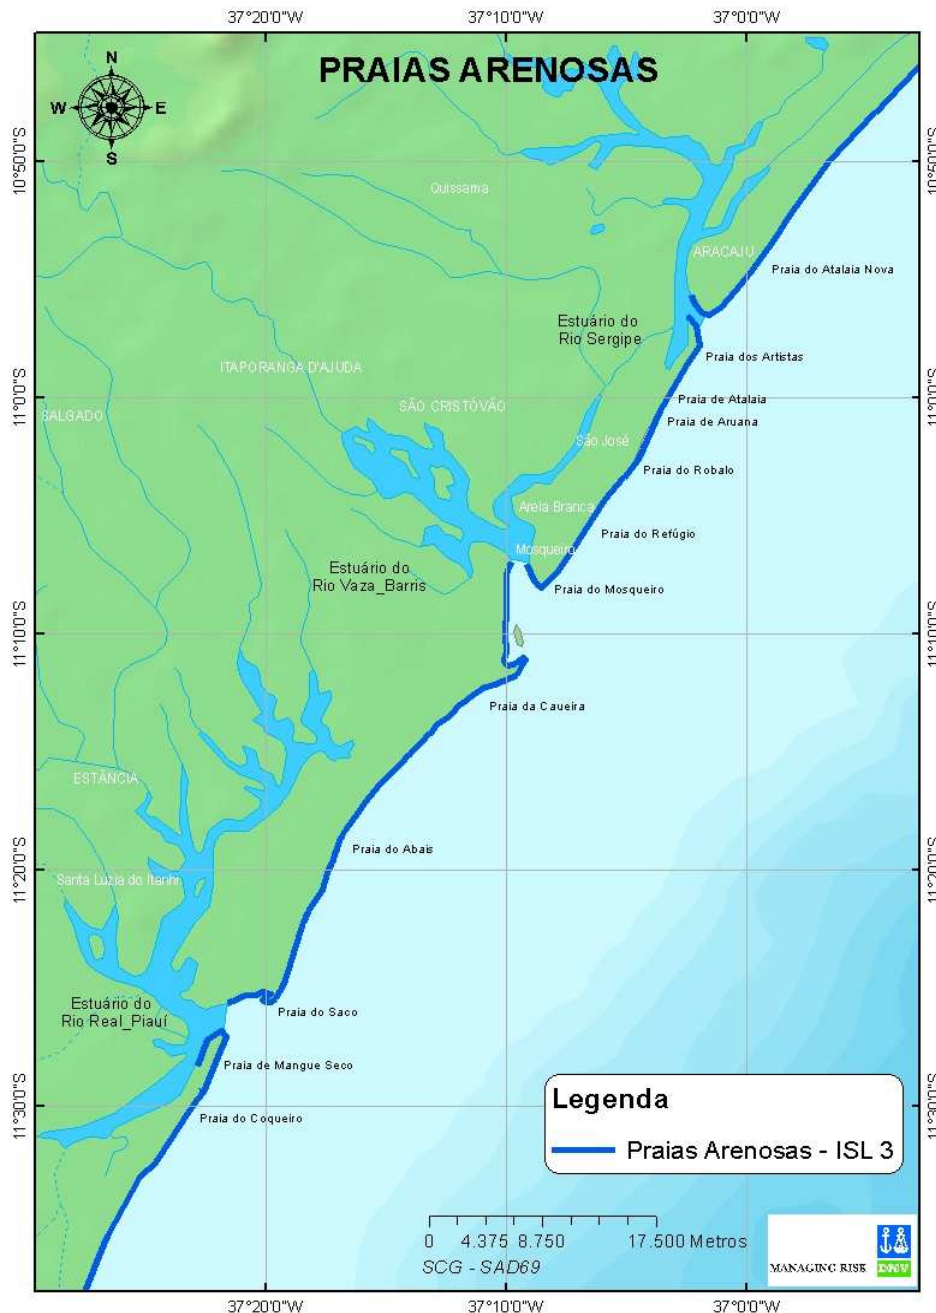 37°20'0"W
37°10'0"W
37°0'0"W
PRAIAS ARENOSAS
N
W
E
S
10°50'0"S
10°50'0"S
Quissama
ARACAJU
Praia do Atalaia Nova
Estuário do
Rio Sergipe
Praia dos Artistas
ITAPORANGA D'AJUDA
11°0'0"S
11°0'0"S
SÃO CRISTÓVÃO
Praia de Atalaia
SALGADO
Praia de Aruana
São José
Praia do Robalo
Areia Branca
Praia do Refúgio
Mosqueiro
Estuário do
Rio Vaza_Barris
Praia do Mosqueiro
11°10'0"S
11°10'0"S
Praia da Caueira
ESTÂNCIA
Praia do Abais
11°20'0"S
11°20'0"S
Santa Luzia do Itanhi
Estuário do
Rio Real_Piauí
Praia do Saco
Praia de Mangue Seco
11°30'0"S
11°30'0"S
Praia do Coqueiro
Legenda
Praias Arenosas - ISL 3
0 4.375 8.750 17.500 Metros
SCG - SAD69
MANAGING RISK
DNV
37°20'0"W
37°10'0"W
37°0'0"W